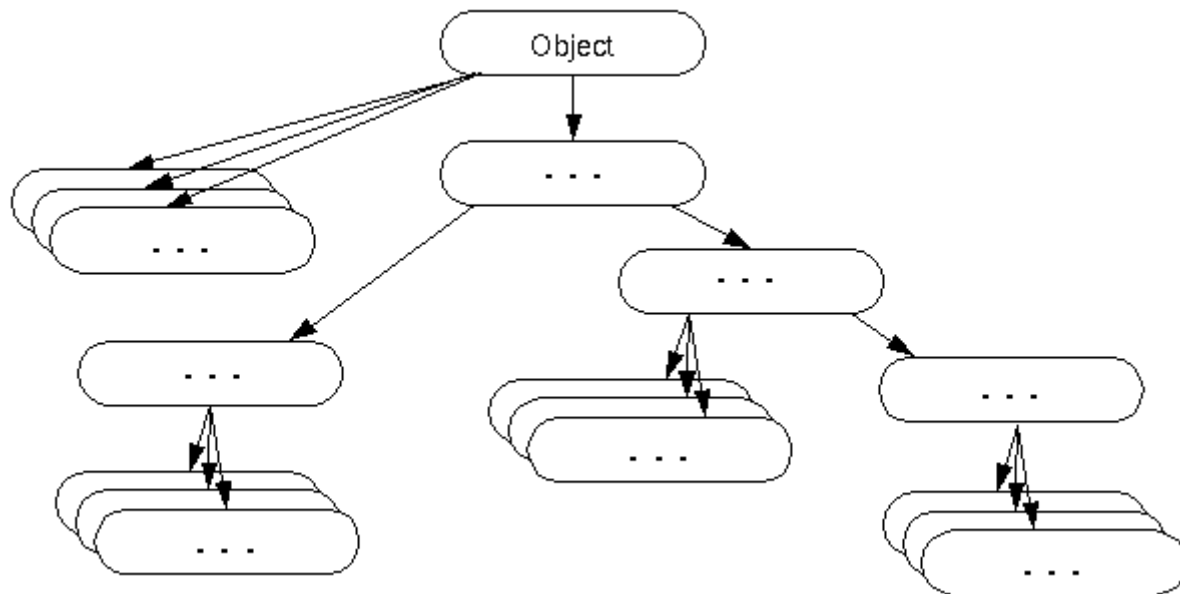 Object
. . .
. . .
. . .
. . .
. . .
. . .
. . .
. . .